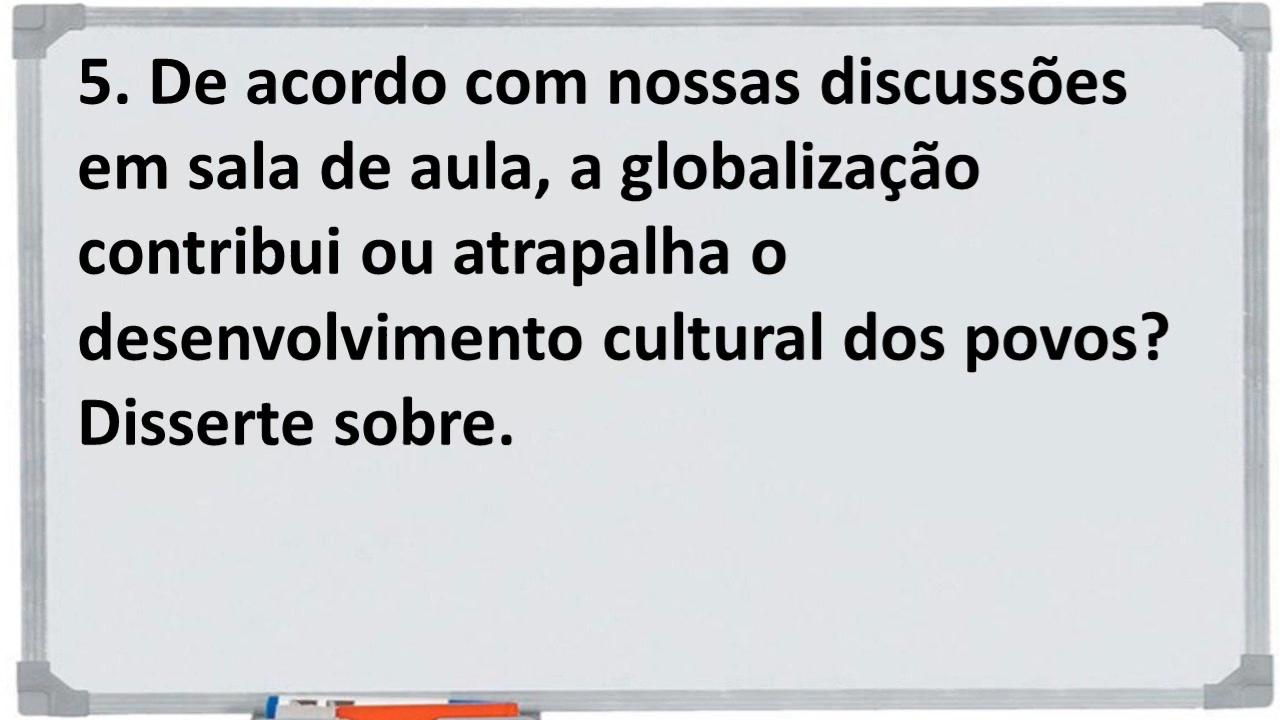 5. De acordo com nossas discussões
em sala de aula, a globalização
contribui ou atrapalha o
desenvolvimento cultural dos povos?
Disserte sobre.